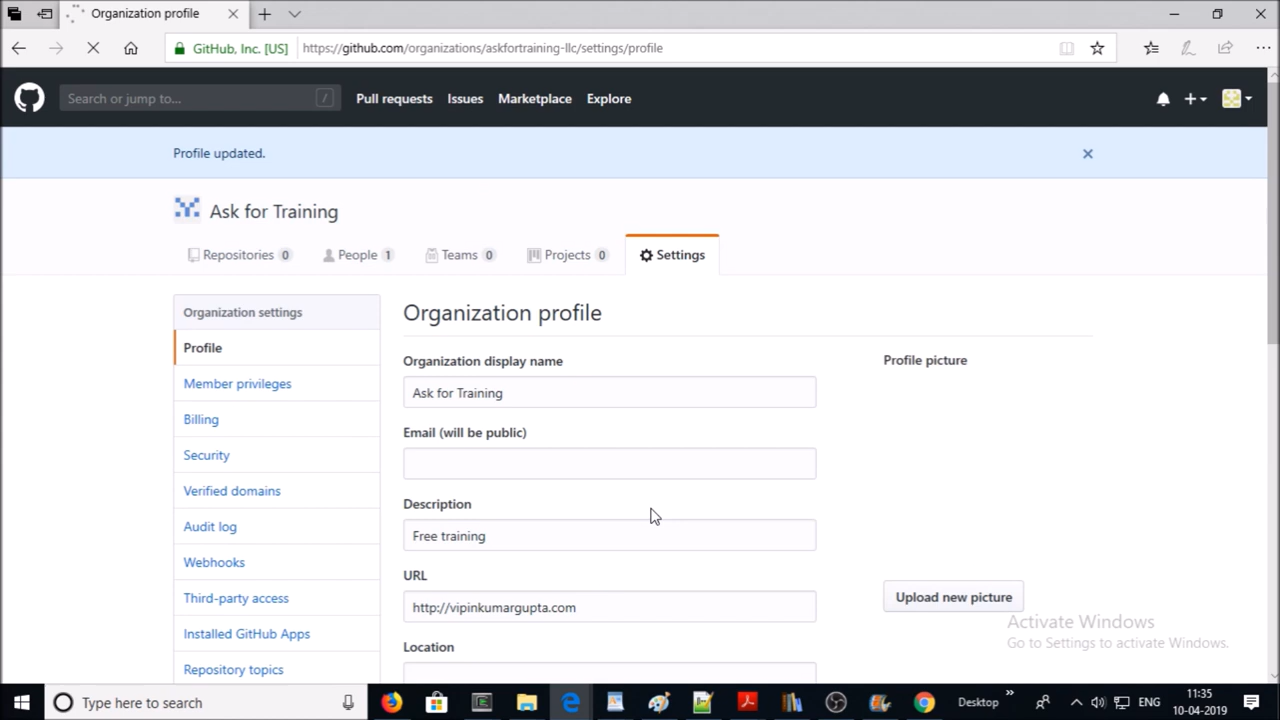 Organization profile
GitHub, Inc. [US]
https://github.com/organizations/askfortraining-llc/settings/profile
Search or jump to... /
Pull requests
Issues
Marketplace
Explore
Profile updated.
Ask for Training
Repositories 0
People 1
Teams 0
Projects 0
Settings
Organization settings
Profile
Member privileges
Billing
Security
Verified domains
Audit log
Webhooks
Third-party access
Installed GitHub Apps
Repository topics
Organization profile
Organization display name
Ask for Training
Email (will be public)
Description
Free training
URL
http://vipinkumargupta.com
Location
Profile picture
Upload new picture
Activate Windows
Go to Settings to activate Windows.
Type here to search
Desktop
ENG
11:35
10-04-2019